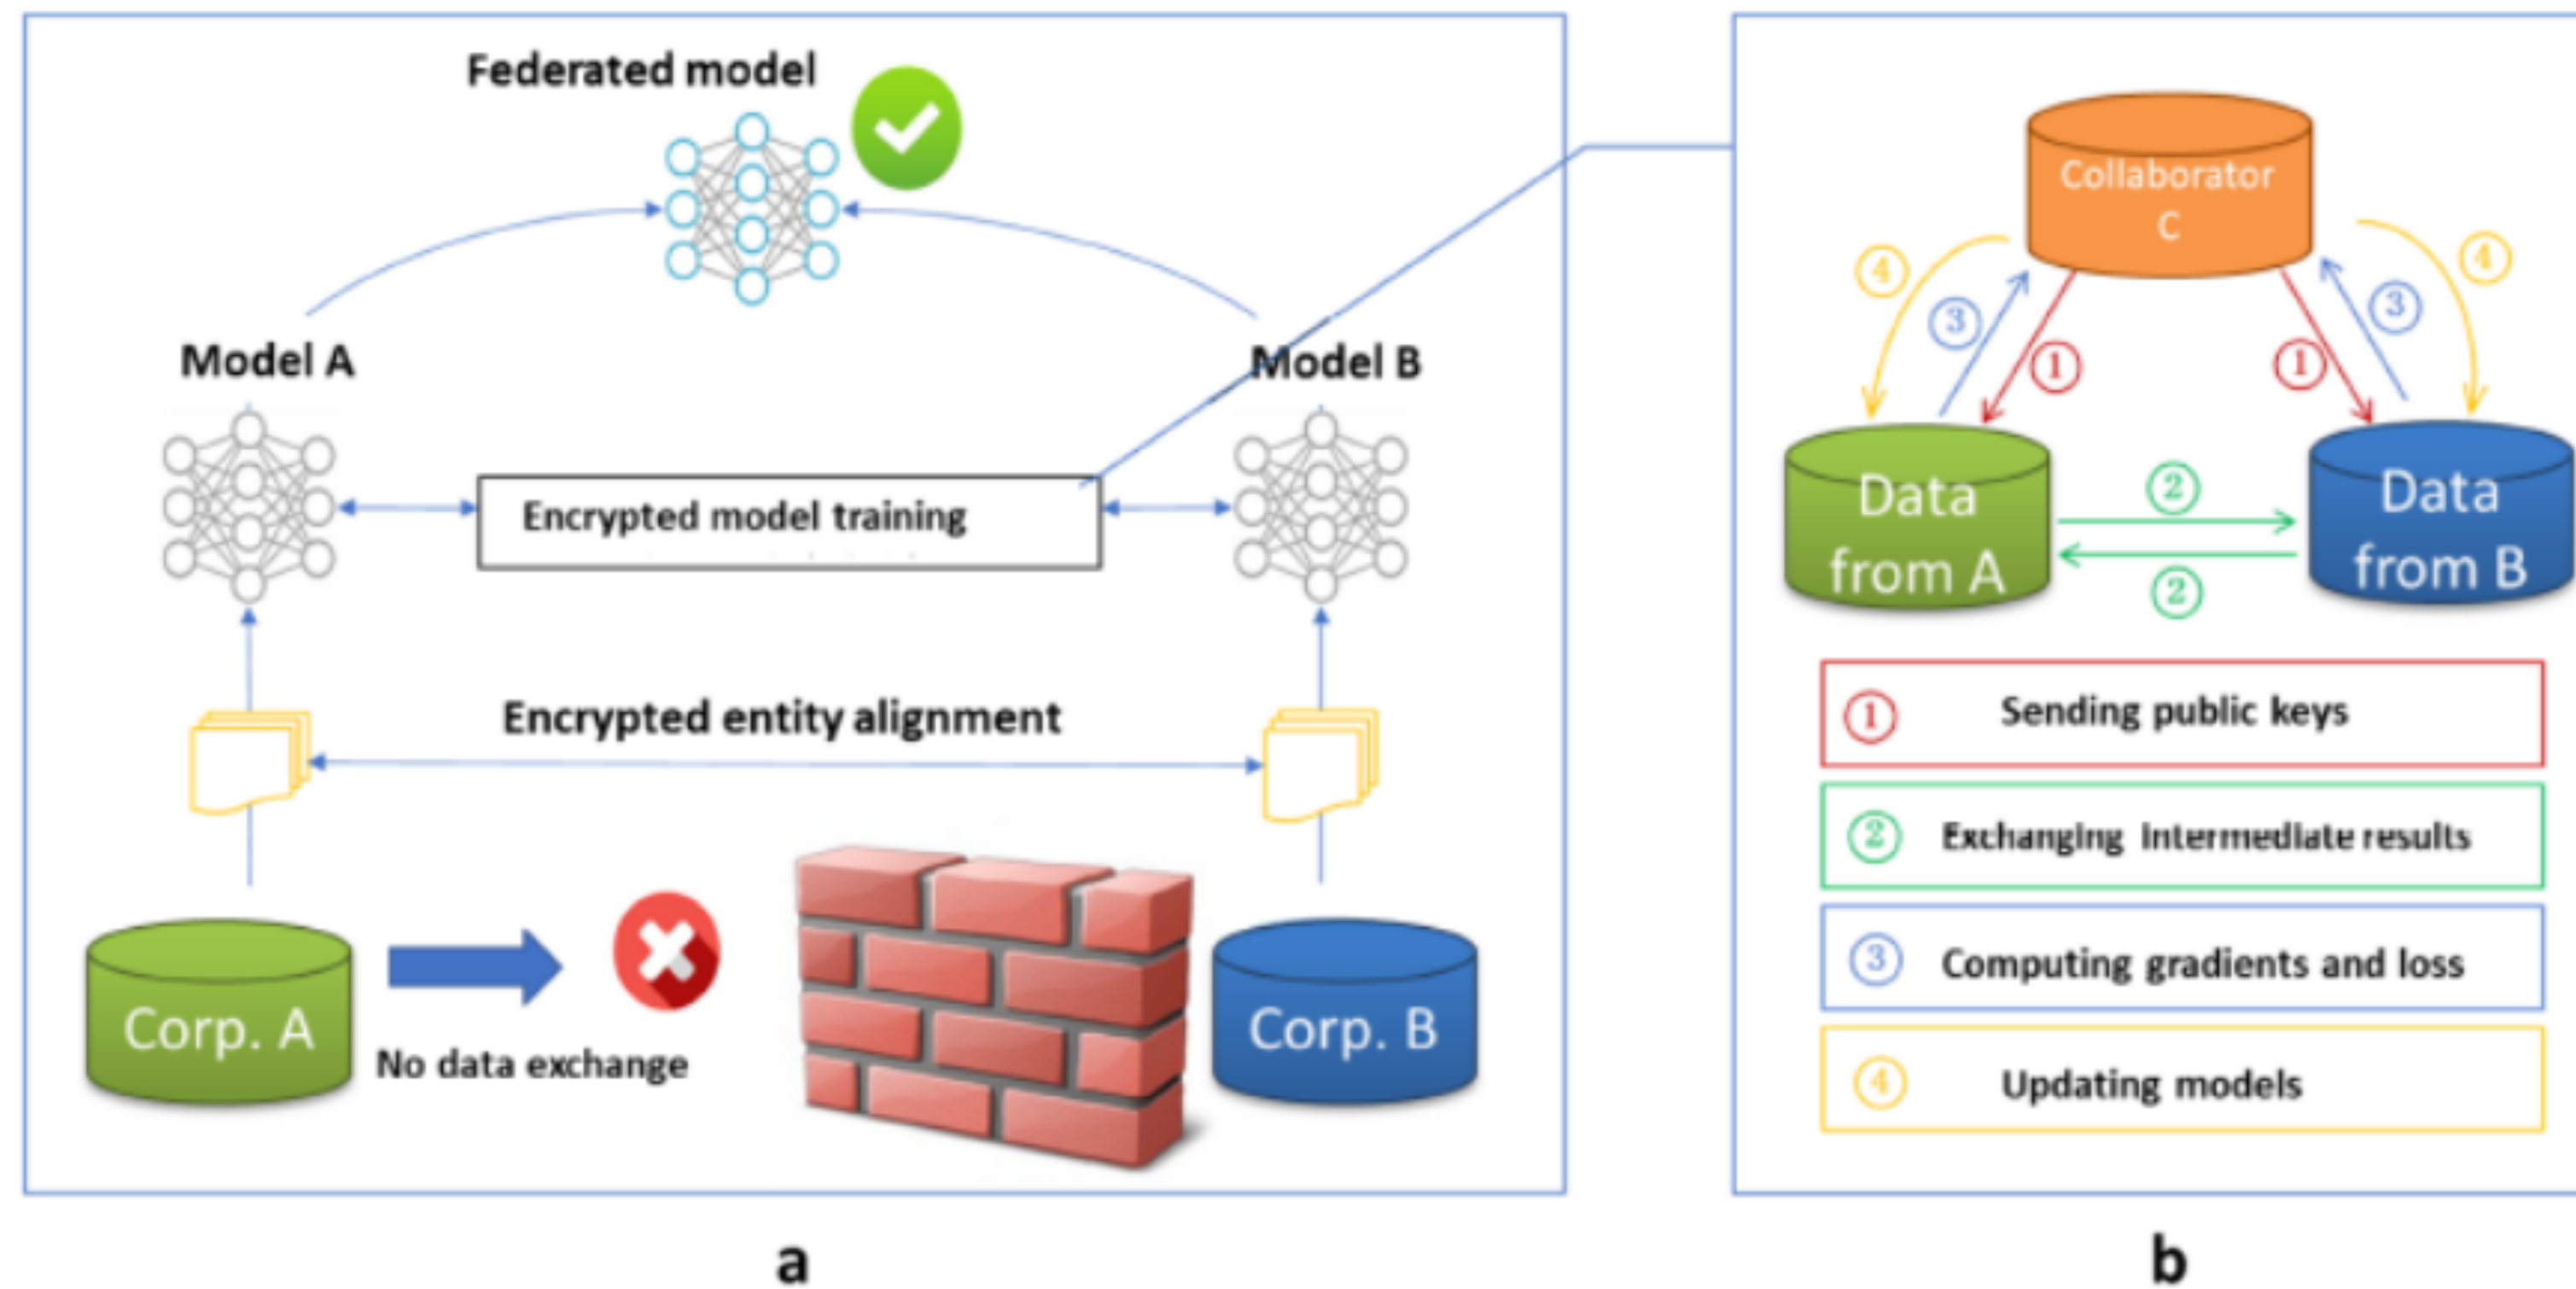 Federated model
Model A
Model B
Encrypted model training
Encrypted entity alignment
Corp. A
No data exchange
Corp. B
a
Collaborator
C
4
3
1
1
3
4
Data
from A
2
2
Data
from B
1 Sending public keys
2 Exchanging intermediate results
3 Computing gradients and loss
4 Updating models
b